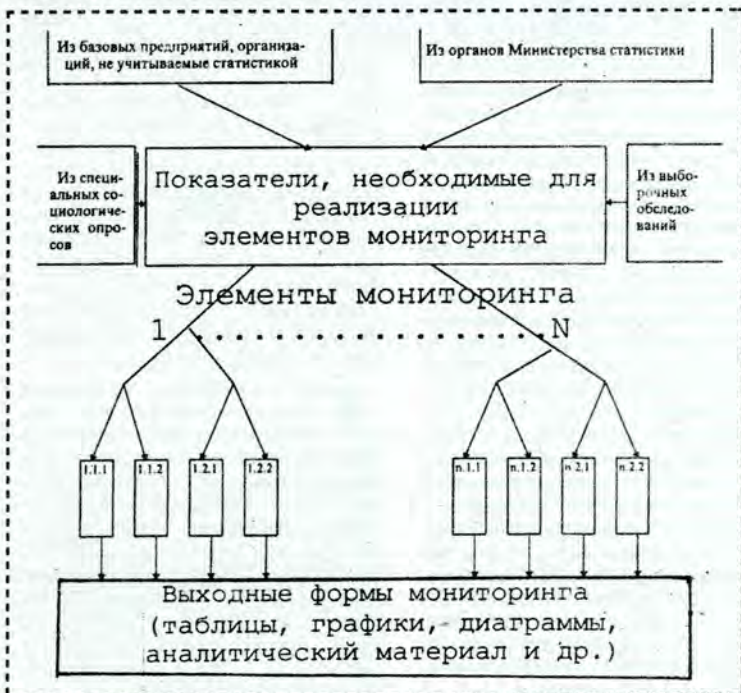 Из базовых предприятий, организа-
ций, не учитываемые статистикой
Из органов Министерства статистики
Из специ-
альных со-
циологиче-
ских опро-
сов
Показатели, необходимые для
реализации
элементов мониторинга
Из выбо-
рочных
обследо-
ваний
Элементы мониторинга
1.......................N
1.1.1
1.1.2
1.2.1
1.2.2
n.1.1
n.1.2
n.2.1
n.2.2
Выходные формы мониторинга
(таблицы, графики, диаграммы,
аналитический материал и др.)